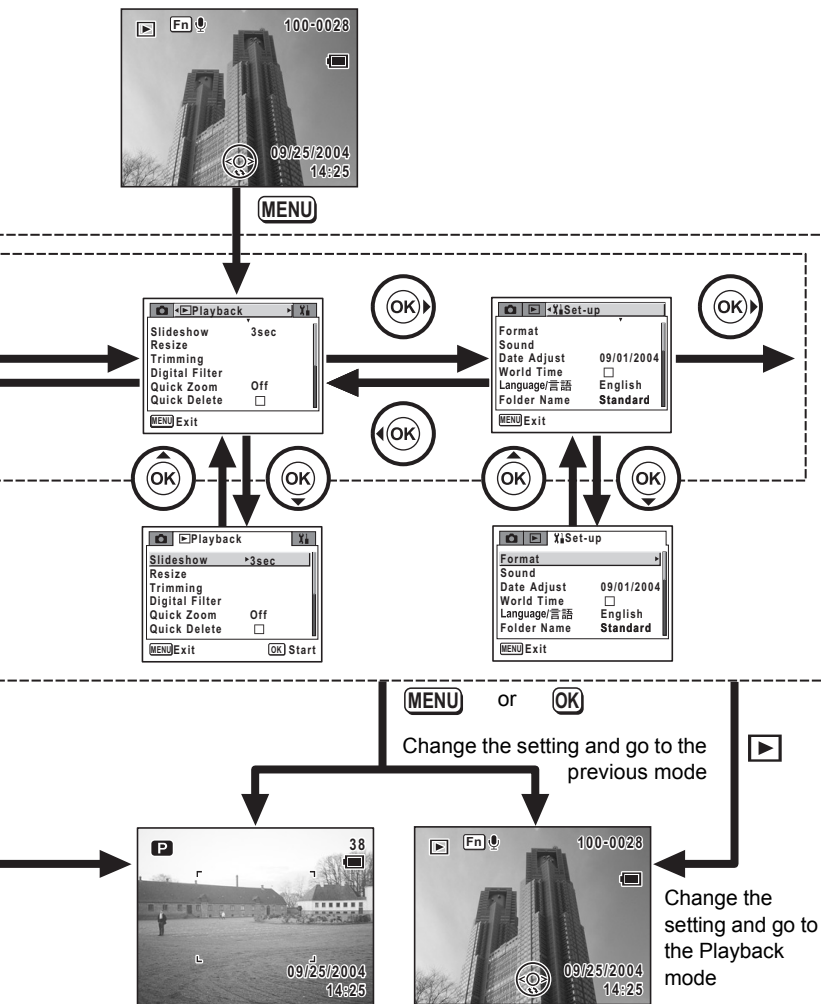 Fn 100-0028
09/25/2004
14:25
MENU
Playback
Slideshow 3sec
Resize
Trimming
Digital Filter
Quick Zoom Off
Quick Delete
MENU Exit
OK
Set-up
Format
Sound
Date Adjust 09/01/2004
World Time
Language/言語 English
Folder Name Standard
MENU Exit
OK
OK
OK
OK
OK
OK
Playback
Slideshow 3sec
Resize
Trimming
Digital Filter
Quick Zoom Off
Quick Delete
MENU Exit OK Start
Set-up
Format
Sound
Date Adjust 09/01/2004
World Time
Language/言語 English
Folder Name Standard
MENU Exit
MENU or OK
Change the setting and go to the
previous mode
P 38
09/25/2004
14:25
Fn 100-0028
09/25/2004
14:25
Change the
setting and go to
the Playback
mode